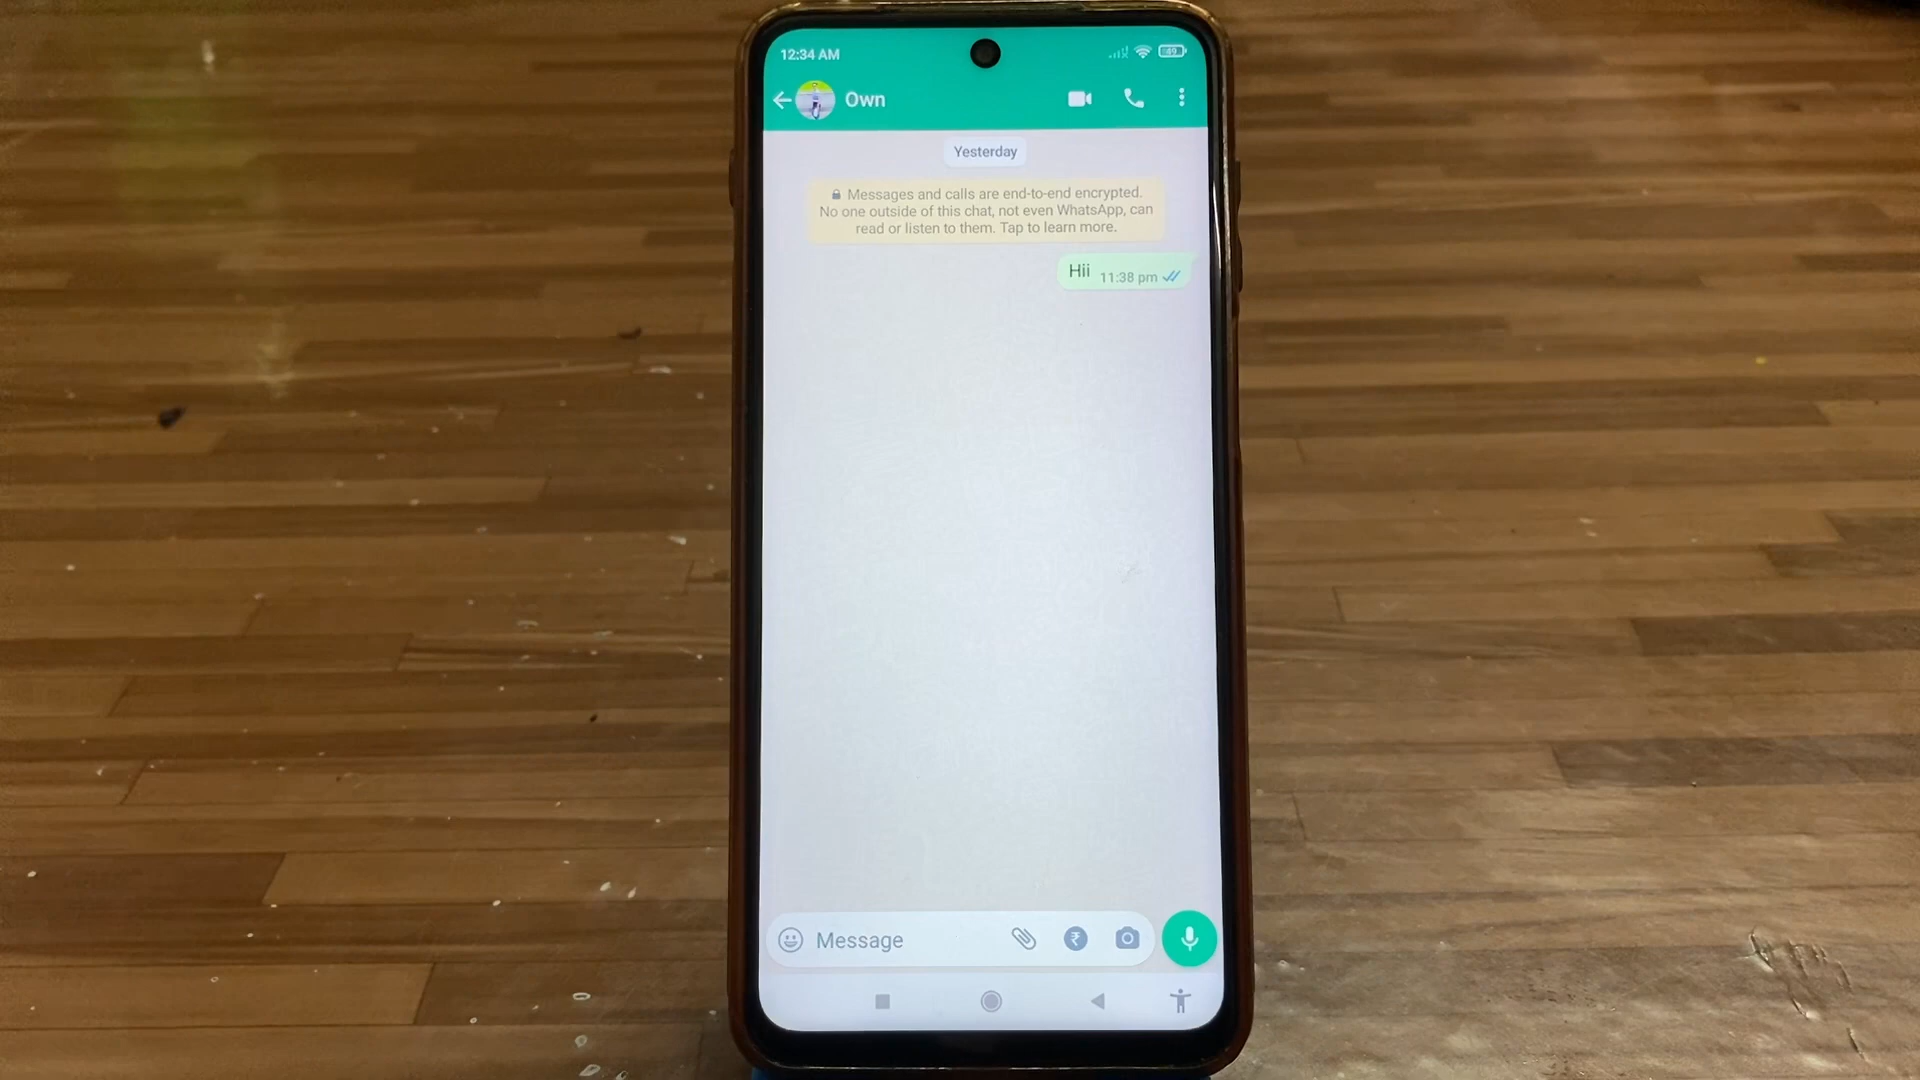 12:34 AM
49
Own
Yesterday
Messages and calls are end-to-end encrypted.
No one outside of this chat, not even WhatsApp, can
read or listen to them. Tap to learn more.
Hii 11:38 pm
Message
₹